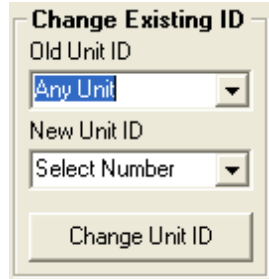 Change Existing ID
Old Unit ID
Any Unit
New Unit ID
Select Number
Change Unit ID